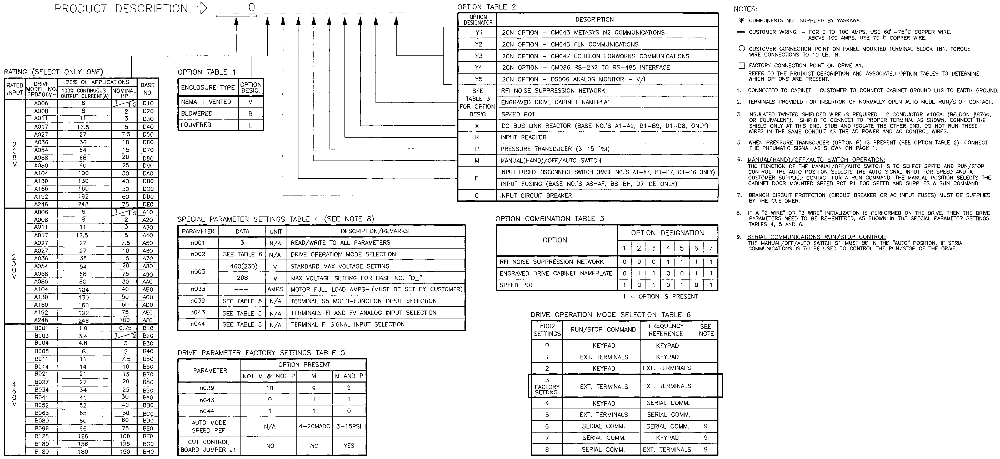 PRODUCT DESCRIPTION ⇨ _ _ 0 _ _ _ _ _ _ _ _ _
RATING (SELECT ONLY ONE)
RATED INPUT | DRIVE MODEL NO. GPD506V- | 120% OL APPLICATIONS | BASE NO.
100% CONTINUOUS OUTPUT CURRENT(A) | NOMINAL HP
208V
A006 6 1 1.5 D10
A008 8 2 D20
A011 11 3 D30
A017 17.5 5 D40
A027 27 7.5 D50
A036 36 10 D60
A054 54 15 D70
A068 68 20 D80
A080 80 25 D90
A104 100 30 DA0
A130 130 40 DB0
A160 160 50 DC0
A192 192 60 DD0
A248 248 75 DE0
230V
A006 6 1 1.5 A10
A008 8 2 A20
A011 11 3 A30
A017 17.5 5 A40
A027 27 7.5 A50
A027 27 10 A60
A036 36 15 A70
A054 54 20 A80
A068 68 25 A90
A080 80 30 AA0
A104 104 40 AB0
A130 130 50 AC0
A160 160 60 AD0
A192 192 75 AE0
A248 248 100 AF0
460V
B001 1.8 0.75 B10
B003 3.4 1 2 B20
B004 4.8 3 B30
B008 8 5 B40
B011 11 7.5 B50
B014 14 10 B60
B021 21 15 B70
B027 27 20 B80
B034 34 25 B90
B041 41 30 BA0
B052 52 40 BB0
B065 65 50 BC0
B080 80 60 BD0
B096 96 75 BE0
B128 128 100 BF0
B180 156 125 BG0
B180 180 150 BH0
OPTION TABLE 1
ENCLOSURE TYPE | OPTION DESIG.
NEMA 1 VENTED V
BLOWERED B
LOUVERED L
OPTION TABLE 2
OPTION DESIGNATOR | DESCRIPTION
Y1 2CN OPTION - CM043 METASYS N2 COMMUNICATIONS
Y2 2CN OPTION - CM045 FLN COMMUNICATIONS
Y3 2CN OPTION - CM047 ECHELON LONWORKS COMMUNICATIONS
Y4 2CN OPTION - CM086 RS-232 TO RS-485 INTERFACE
Y5 2CN OPTION - DS006 ANALOG MONITOR - V/I
SEE TABLE 3 FOR OPTION DESIG.
RFI NOISE SUPPRESSION NETWORK
ENGRAVED DRIVE CABINET NAMEPLATE
SPEED POT
X DC BUS LINK REACTOR (BASE NO.'S A1-A9, B1-B9, D1-D8, ONLY)
R INPUT REACTOR
P PRESSURE TRANSDUCER (3-15 PSI)
M MANUAL(HAND)/OFF/AUTO SWITCH
F INPUT FUSED DISCONNECT SWITCH (BASE NO.'S A1-A7, B1-B7, D1-D6 ONLY)
INPUT FUSING (BASE NO.'S A8-AF, B8-BH, D7-DE ONLY)
C INPUT CIRCUIT BREAKER
SPECIAL PARAMETER SETTINGS TABLE 4 (SEE NOTE 8)
PARAMETER | DATA | UNIT | DESCRIPTION/REMARKS
n001 3 N/A READ/WRITE TO ALL PARAMETERS
n002 SEE TABLE 6 N/A DRIVE OPERATION MODE SELECTION
n003 460(230) V STANDARD MAX VOLTAGE SETTING
208 V MAX VOLTAGE SETTING FOR BASE NO. "D_"
n033 --- AMPS MOTOR FULL LOAD AMPS-(MUST BE SET BY CUSTOMER)
n039 SEE TABLE 5 N/A TERMINAL S5 MULTI-FUNCTION INPUT SELECTION
n043 SEE TABLE 5 N/A TERMINALS FI AND FV ANALOG INPUT SELECTION
n044 SEE TABLE 5 N/A TERMINAL FI SIGNAL INPUT SELECTION
OPTION COMBINATION TABLE 3
OPTION | OPTION DESIGNATION
1 2 3 4 5 6 7
RFI NOISE SUPPRESSION NETWORK 0 0 0 1 1 1 1
ENGRAVED DRIVE CABINET NAMEPLATE 0 1 1 0 0 1 1
SPEED POT 1 0 1 0 1 0 1
1 = OPTION IS PRESENT
DRIVE PARAMETER FACTORY SETTINGS TABLE 5
PARAMETER | OPTION PRESENT
NOT M & NOT P | M | M AND P
n039 10 9 9
n043 0 1 1
n044 1 1 0
AUTO MODE SPEED REF. N/A 4-20MADC 3-15PSI
CUT CONTROL BOARD JUMPER J1 NO NO YES
DRIVE OPERATION MODE SELECTION TABLE 6
n002 SETTINGS | RUN/STOP COMMAND | FREQUENCY REFERENCE | SEE NOTE
0 KEYPAD KEYPAD
1 EXT. TERMINALS KEYPAD
2 KEYPAD EXT. TERMINALS
3 FACTORY SETTING EXT. TERMINALS EXT. TERMINALS
4 KEYPAD SERIAL COMM.
5 EXT. TERMINALS SERIAL COMM.
6 SERIAL COMM. SERIAL COMM. 9
7 SERIAL COMM. KEYPAD 9
8 SERIAL COMM. EXT. TERMINALS 9
NOTES:
* COMPONENTS NOT SUPPLIED BY YASKAWA.
— CUSTOMER WIRING. - FOR 0 TO 100 AMPS, USE 60°-75°C COPPER WIRE.
ABOVE 100 AMPS, USE 75 °C COPPER WIRE.
○ CUSTOMER CONNECTION POINT ON PANEL MOUNTED TERMINAL BLOCK TB1. TORQUE
WIRE CONNECTIONS TO 10 LB. IN.
□ FACTORY CONNECTION POINT ON DRIVE A1.
REFER TO THE PRODUCT DESCRIPTION AND ASSOCIATED OPTION TABLES TO DETERMINE
WHICH OPTIONS ARE PRESENT.
1. CONNECTED TO CABINET. CUSTOMER TO CONNECT CABINET GROUND LUG TO EARTH GROUND.
2. TERMINALS PROVIDED FOR INSERTION OF NORMALLY OPEN AUTO MODE RUN/STOP CONTACT.
3. INSULATED TWISTED SHIELDED WIRE IS REQUIRED. 2 CONDUCTOR #18GA. (BELDON #8760,
OR EQUIVALENT). SHIELD TO CONNECT TO PROPER TERMINAL AS SHOWN. CONNECT THE
SHIELD ONLY AT THIS END. STUB AND ISOLATE THE OTHER END. DO NOT RUN THESE
WIRES IN THE SAME CONDUIT AS THE AC POWER AND AC CONTROL WIRES.
5. WHEN PRESSURE TRANSDUCER (OPTION P) IS PRESENT (SEE OPTION TABLE 2), CONNECT
THE PNEUMATIC SIGNAL AS SHOWN ON PAGE 1.
6. MANUAL(HAND)/OFF/AUTO SWITCH OPERATION:
THE FUNCTION OF THE MANUAL/OFF/AUTO SWITCH IS TO SELECT SPEED AND RUN/STOP
CONTROL. THE AUTO POSITION SELECTS THE AUTO SIGNAL INPUT FOR SPEED AND A
CUSTOMER SUPPLIED CONTACT FOR A RUN COMMAND. THE MANUAL POSITION SELECTS THE
CABINET DOOR MOUNTED SPEED POT R1 FOR SPEED AND SUPPLIES A RUN COMMAND.
7. BRANCH CIRCUIT PROTECTION (CIRCUIT BREAKER OR AC INPUT FUSES) MUST BE SUPPLIED
BY THE CUSTOMER.
8. IF A "2 WIRE" OR "3 WIRE" INITIALIZATION IS PERFORMED ON THE DRIVE, THEN THE DRIVE
PARAMETERS NEED TO BE RE-ENTERED, AS SHOWN IN THE SPECIAL PARAMETER SETTINGS
TABLES 4, 5 AND 6.
9. SERIAL COMMUNICATIONS RUN/STOP CONTROL:
THE MANUAL/OFF/AUTO SWITCH S1 MUST BE IN THE "AUTO" POSITION, IF SERIAL
COMMUNICATIONS IS TO BE USED TO CONTROL THE RUN/STOP OF THE DRIVE.